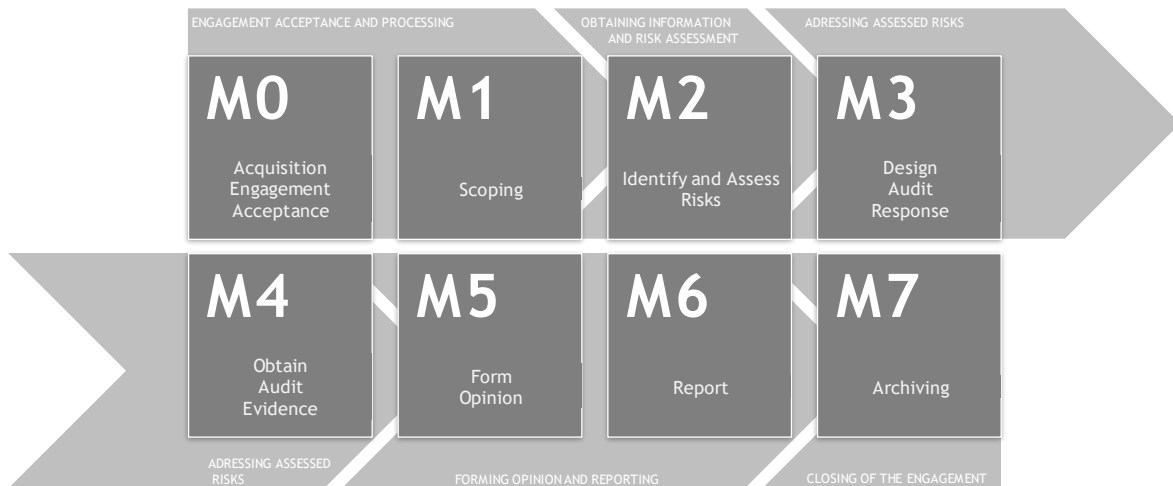 ENGAGEMENT ACCEPTANCE AND PROCESSING
OBTAINING INFORMATION
AND RISK ASSESSMENT
ADRESSING ASSESSED RISKS
M0
Acquisition
Engagement
Acceptance
M1
Scoping
M2
Identify and Assess
Risks
M3
Design
Audit
Response
M4
Obtain
Audit
Evidence
M5
Form
Opinion
M6
Report
M7
Archiving
ADRESSING ASSESSED
RISKS
FORMING OPINION AND REPORTING
CLOSING OF THE ENGAGEMENT